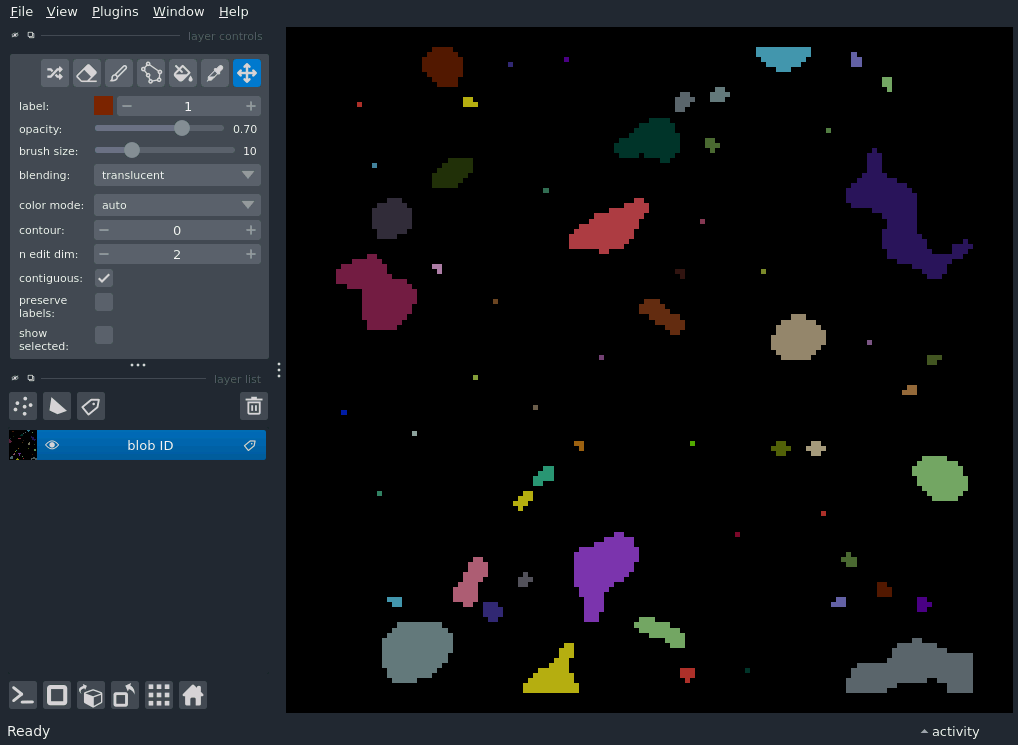 File View Plugins Window Help
layer controls
label: 1
opacity: 0.70
brush size: 10
blending: translucent
color mode: auto
contour: 0
n edit dim: 2
contiguous:
preserve
labels:
show
selected:
layer list
blob ID
Ready activity